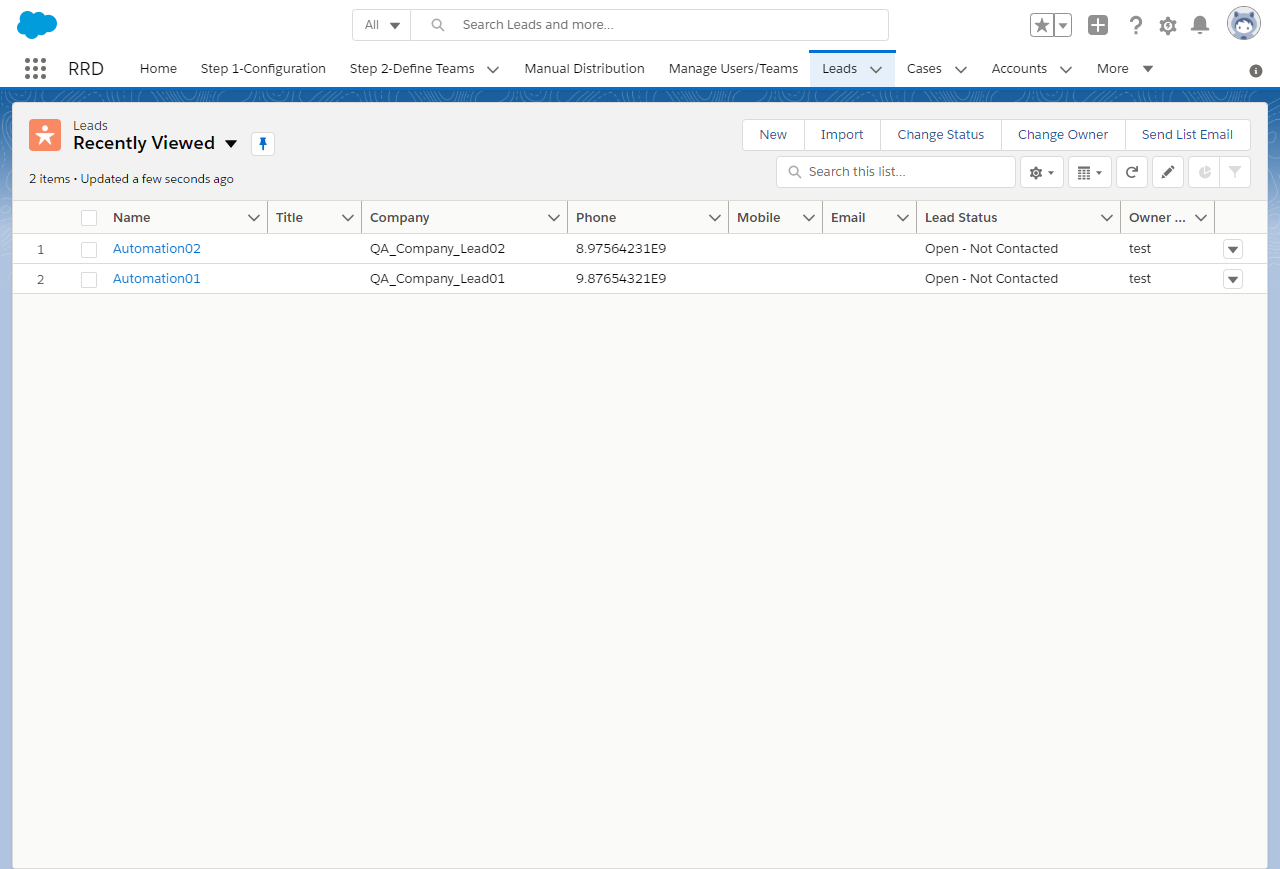 All
Search Leads and more...
RRD
Home
Step 1-Configuration
Step 2-Define Teams
Manual Distribution
Manage Users/Teams
Leads
Cases
Accounts
More
Leads
Recently Viewed
New
Import
Change Status
Change Owner
Send List Email
2 items • Updated a few seconds ago
Search this list...
Name
Title
Company
Phone
Mobile
Email
Lead Status
Owner ...
1
Automation02
QA_Company_Lead02
8.97564231E9
Open - Not Contacted
test
2
Automation01
QA_Company_Lead01
9.87654321E9
Open - Not Contacted
test